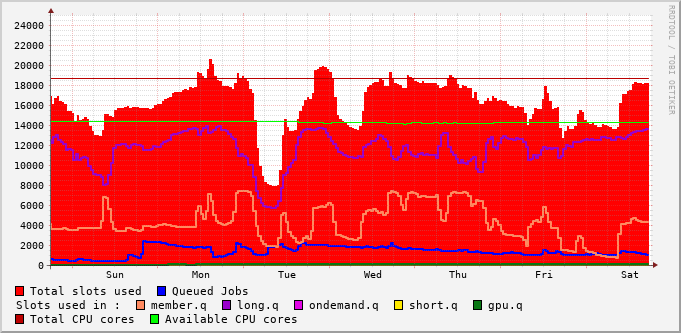 24000
22000
20000
18000
16000
14000
12000
10000
8000
6000
4000
2000
0
Sun Mon Tue Wed Thu Fri Sat
RRDTOOL / TOBI OETIKER
Total slots used Queued Jobs
Slots used in : member.q long.q ondemand.q short.q gpu.q
Total CPU cores Available CPU cores